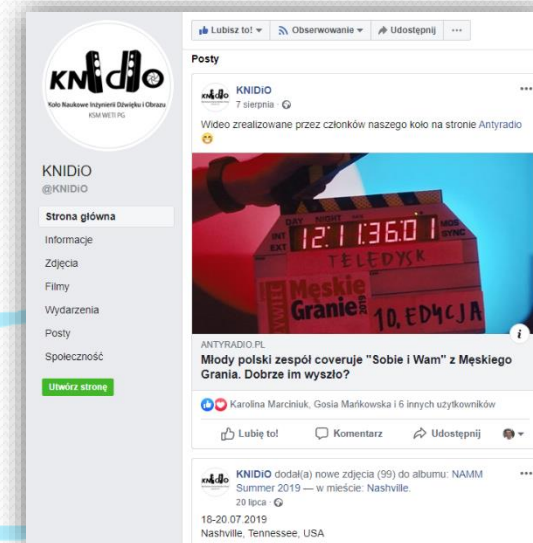 KNIDiO
Koło Naukowe Inżynierii Dźwięku i Obrazu
KSM WETI PG
KNIDiO
@KNIDiO
Strona główna
Informacje
Zdjęcia
Filmy
Wydarzenia
Posty
Społeczność
Utwórz stronę
Lubisz to!
Obserwowanie
Udostępnij
Posty
KNIDiO
7 sierpnia
Wideo zrealizowane przez członków naszego koło na stronie Antyradio
DAY NIGHT
INT
EXT
12:11:36:01
MOS
SYNC
TELEDYSK
ŻYWIEC
Męskie
Granie 2019
10. EDYCJA
ANTYRADIO.PL
Młody polski zespół coveruje "Sobie i Wam" z Męskiego
Grania. Dobrze im wyszło?
Karolina Marciniuk, Gosia Mańkowska i 6 innych użytkowników
Lubię to!
Komentarz
Udostępnij
KNIDiO dodał(a) nowe zdjęcia (99) do albumu: NAMM
Summer 2019 — w mieście: Nashville.
20 lipca
18-20.07.2019
Nashville, Tennessee, USA